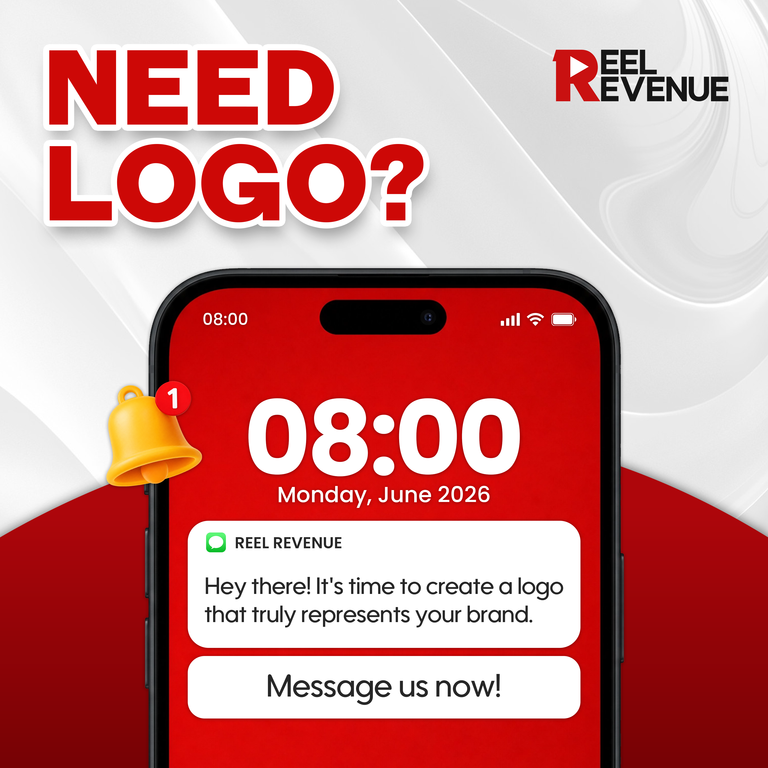 NEED
LOGO?
REEL
REVENUE
08:00
1
08:00
Monday, June 2026
REEL REVENUE
Hey there! It's time to create a logo
that truly represents your brand.
Message us now!